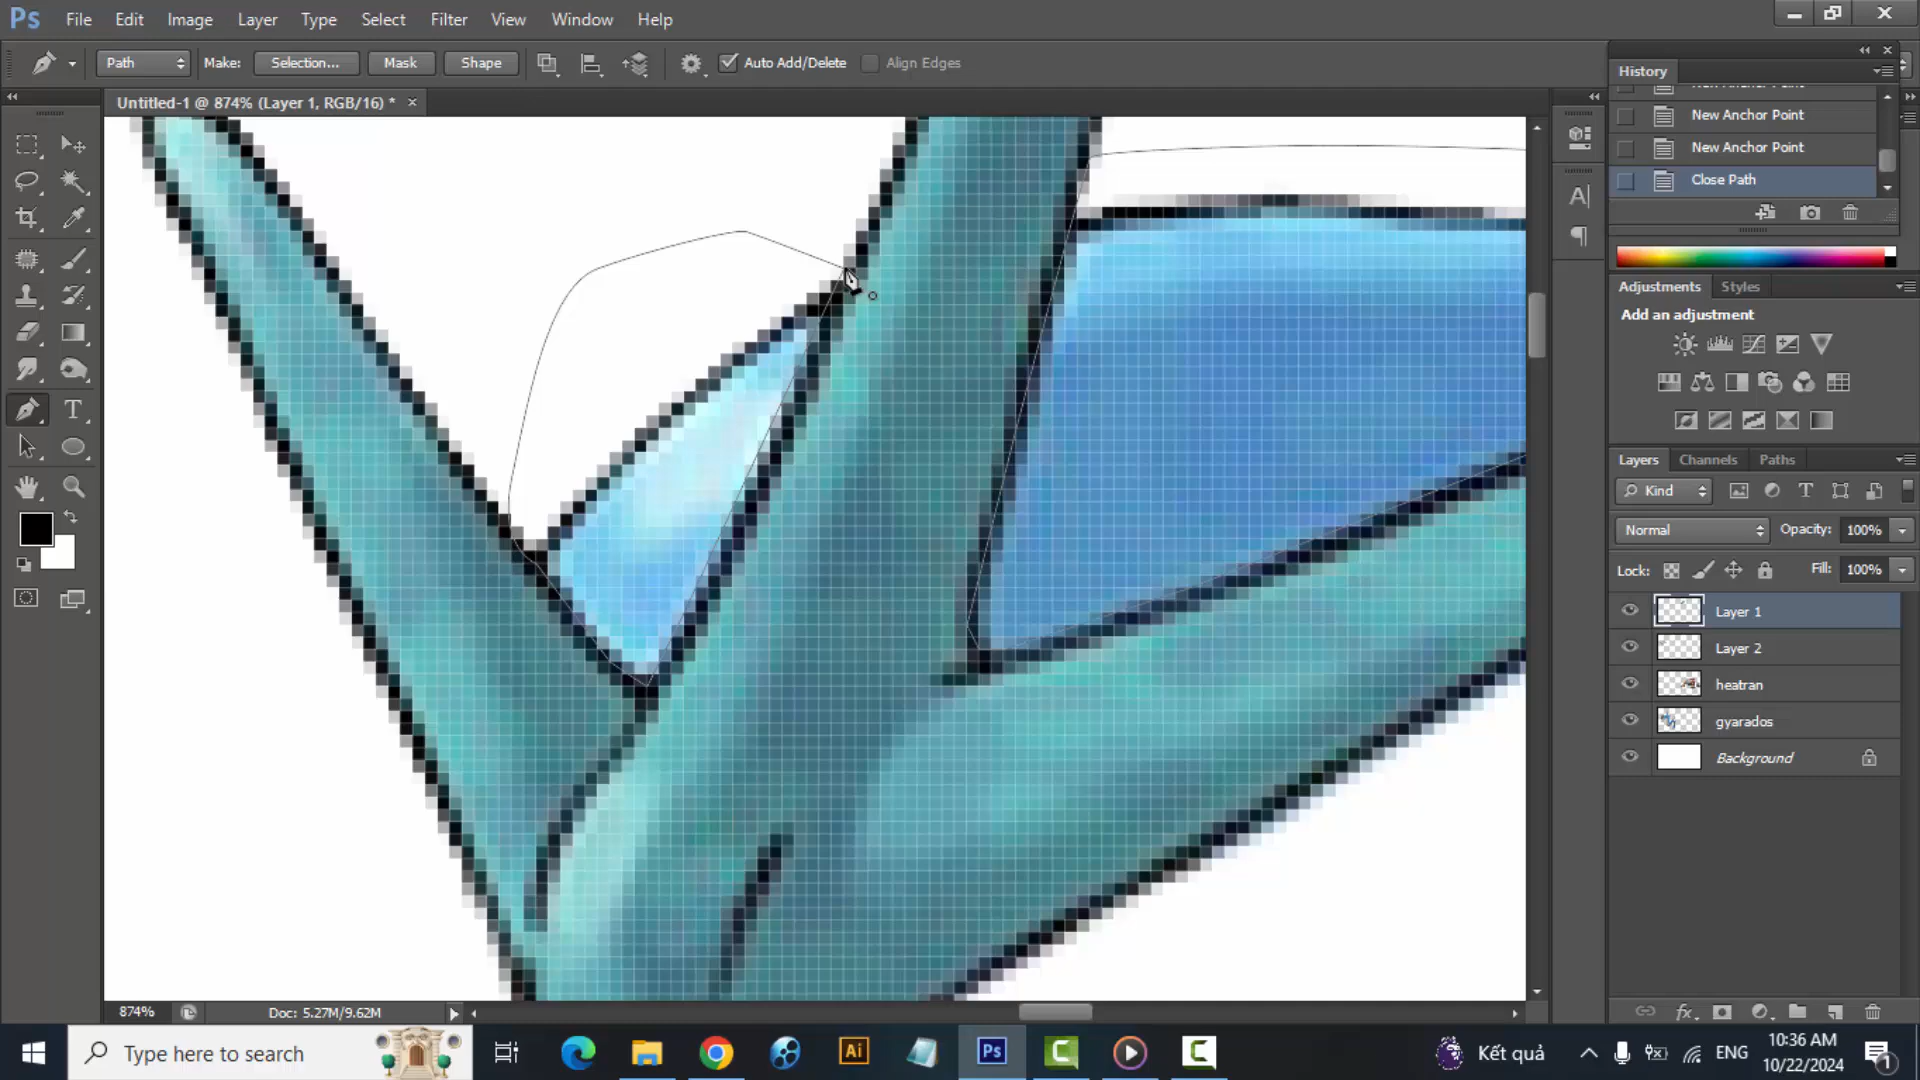 Ps File Edit Image Layer Type Select Filter View Window Help
Path Make: Selection... Mask Shape Auto Add/Delete Align Edges
Untitled-1 @ 874% (Layer 1, RGB/16) *
History
New Anchor Point
New Anchor Point
Close Path
Adjustments Styles
Add an adjustment
Layers Channels Paths
Kind
Normal Opacity: 100%
Lock: Fill: 100%
Layer 1
Layer 2
heatran
gyarados
Background
874% Doc: 5.27M/9.62M
Type here to search
Ai
Ps
Kết quả
ENG
10:36 AM
10/22/2024
1